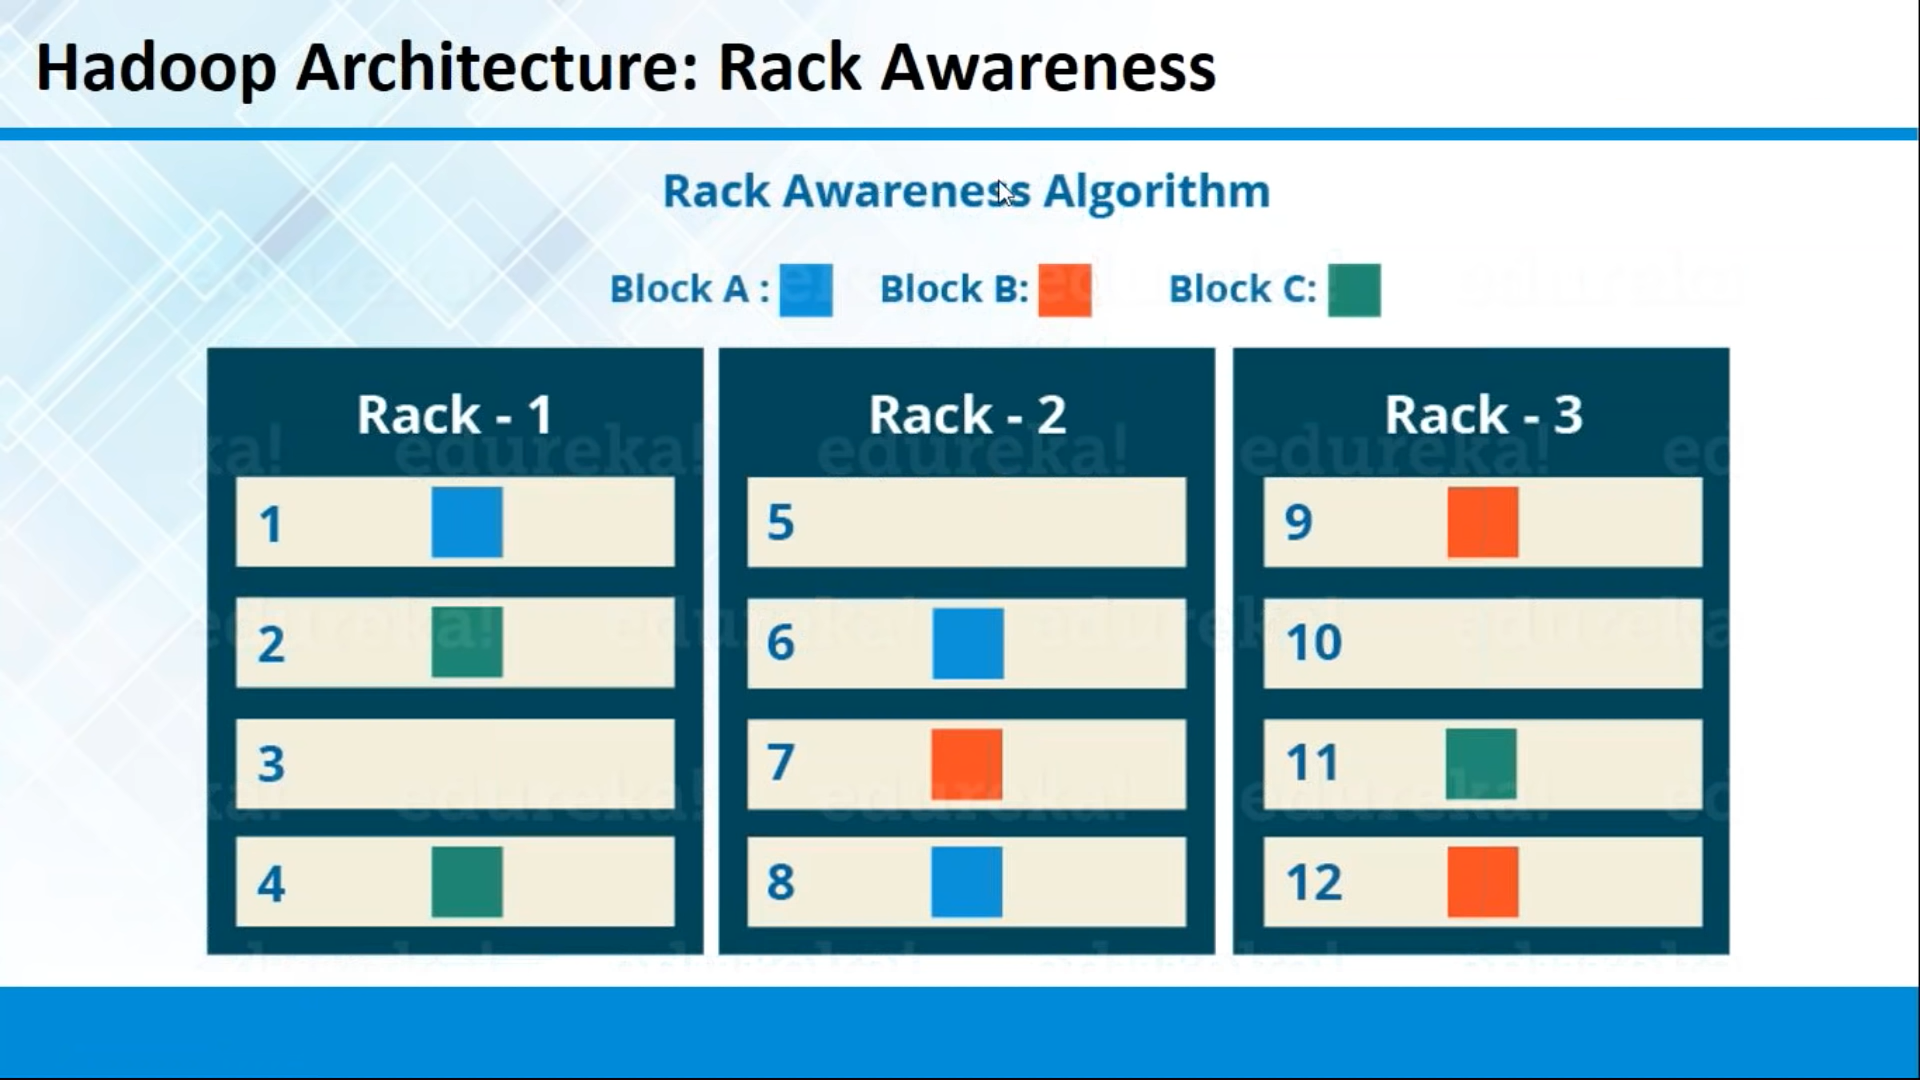 Hadoop Architecture: Rack Awareness
Rack Awareness Algorithm
Block A : Block B: Block C:
Rack - 1
1
2
3
4
Rack - 2
5
6
7
8
Rack - 3
9
10
11
12
edureka!